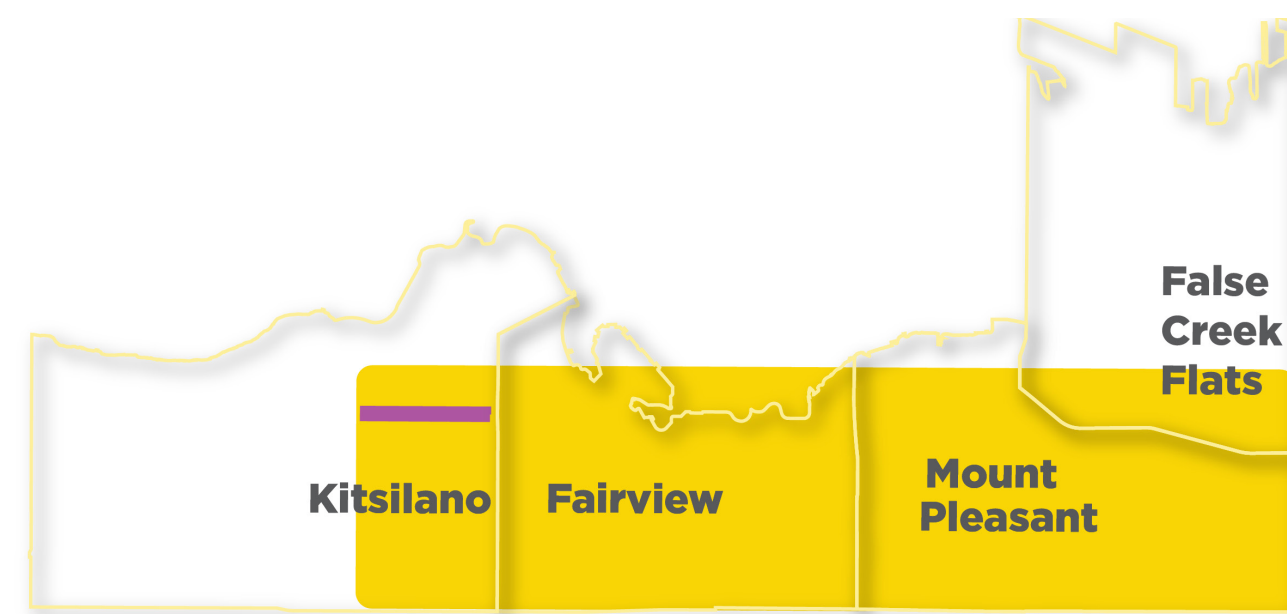 Kitsilano
Fairview
Mount
Pleasant
False
Creek
Flats